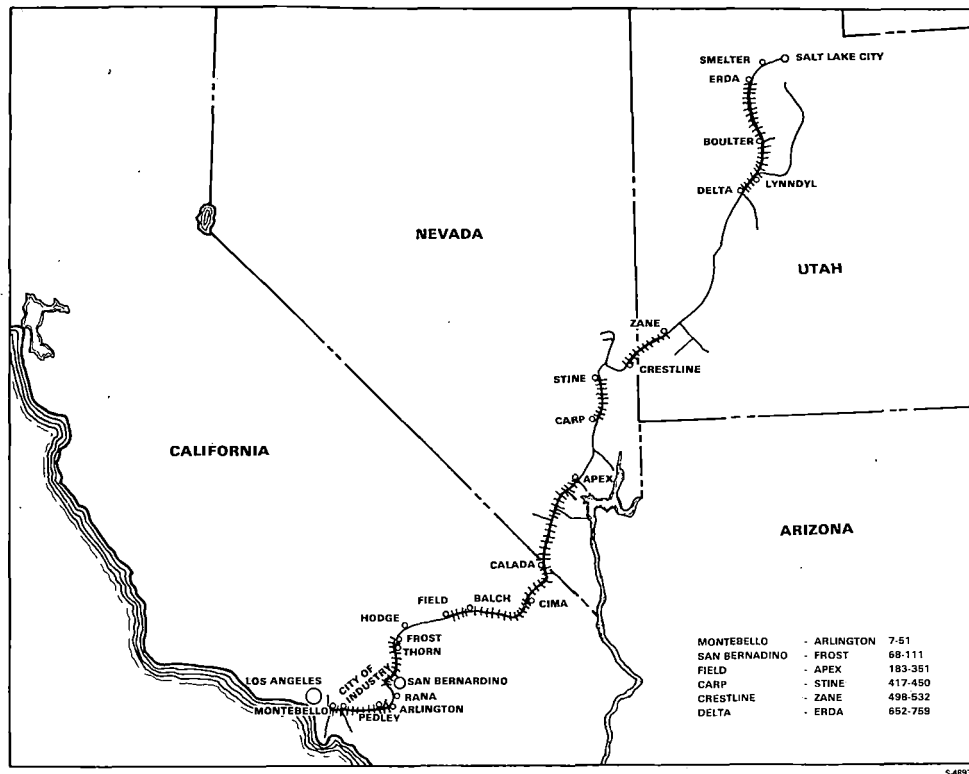 SMELTER
SALT LAKE CITY
ERDA
BOULTER
LYNNDYL
DELTA
NEVADA
UTAH
ZANE
CRESTLINE
STINE
CARP
CALIFORNIA
APEX
ARIZONA
CALADA
CIMA
BALCH
FIELD
HODGE
FROST
THORN
CITY OF
INDUSTRY
LOS ANGELES
SAN BERNARDINO
RANA
MONTEBELLO
ARLINGTON
PEDLEY
MONTEBELLO - ARLINGTON 7-51
SAN BERNADINO - FROST 68-111
FIELD - APEX 183-351
CARP - STINE 417-450
CRESTLINE - ZANE 498-532
DELTA - ERDA 652-759